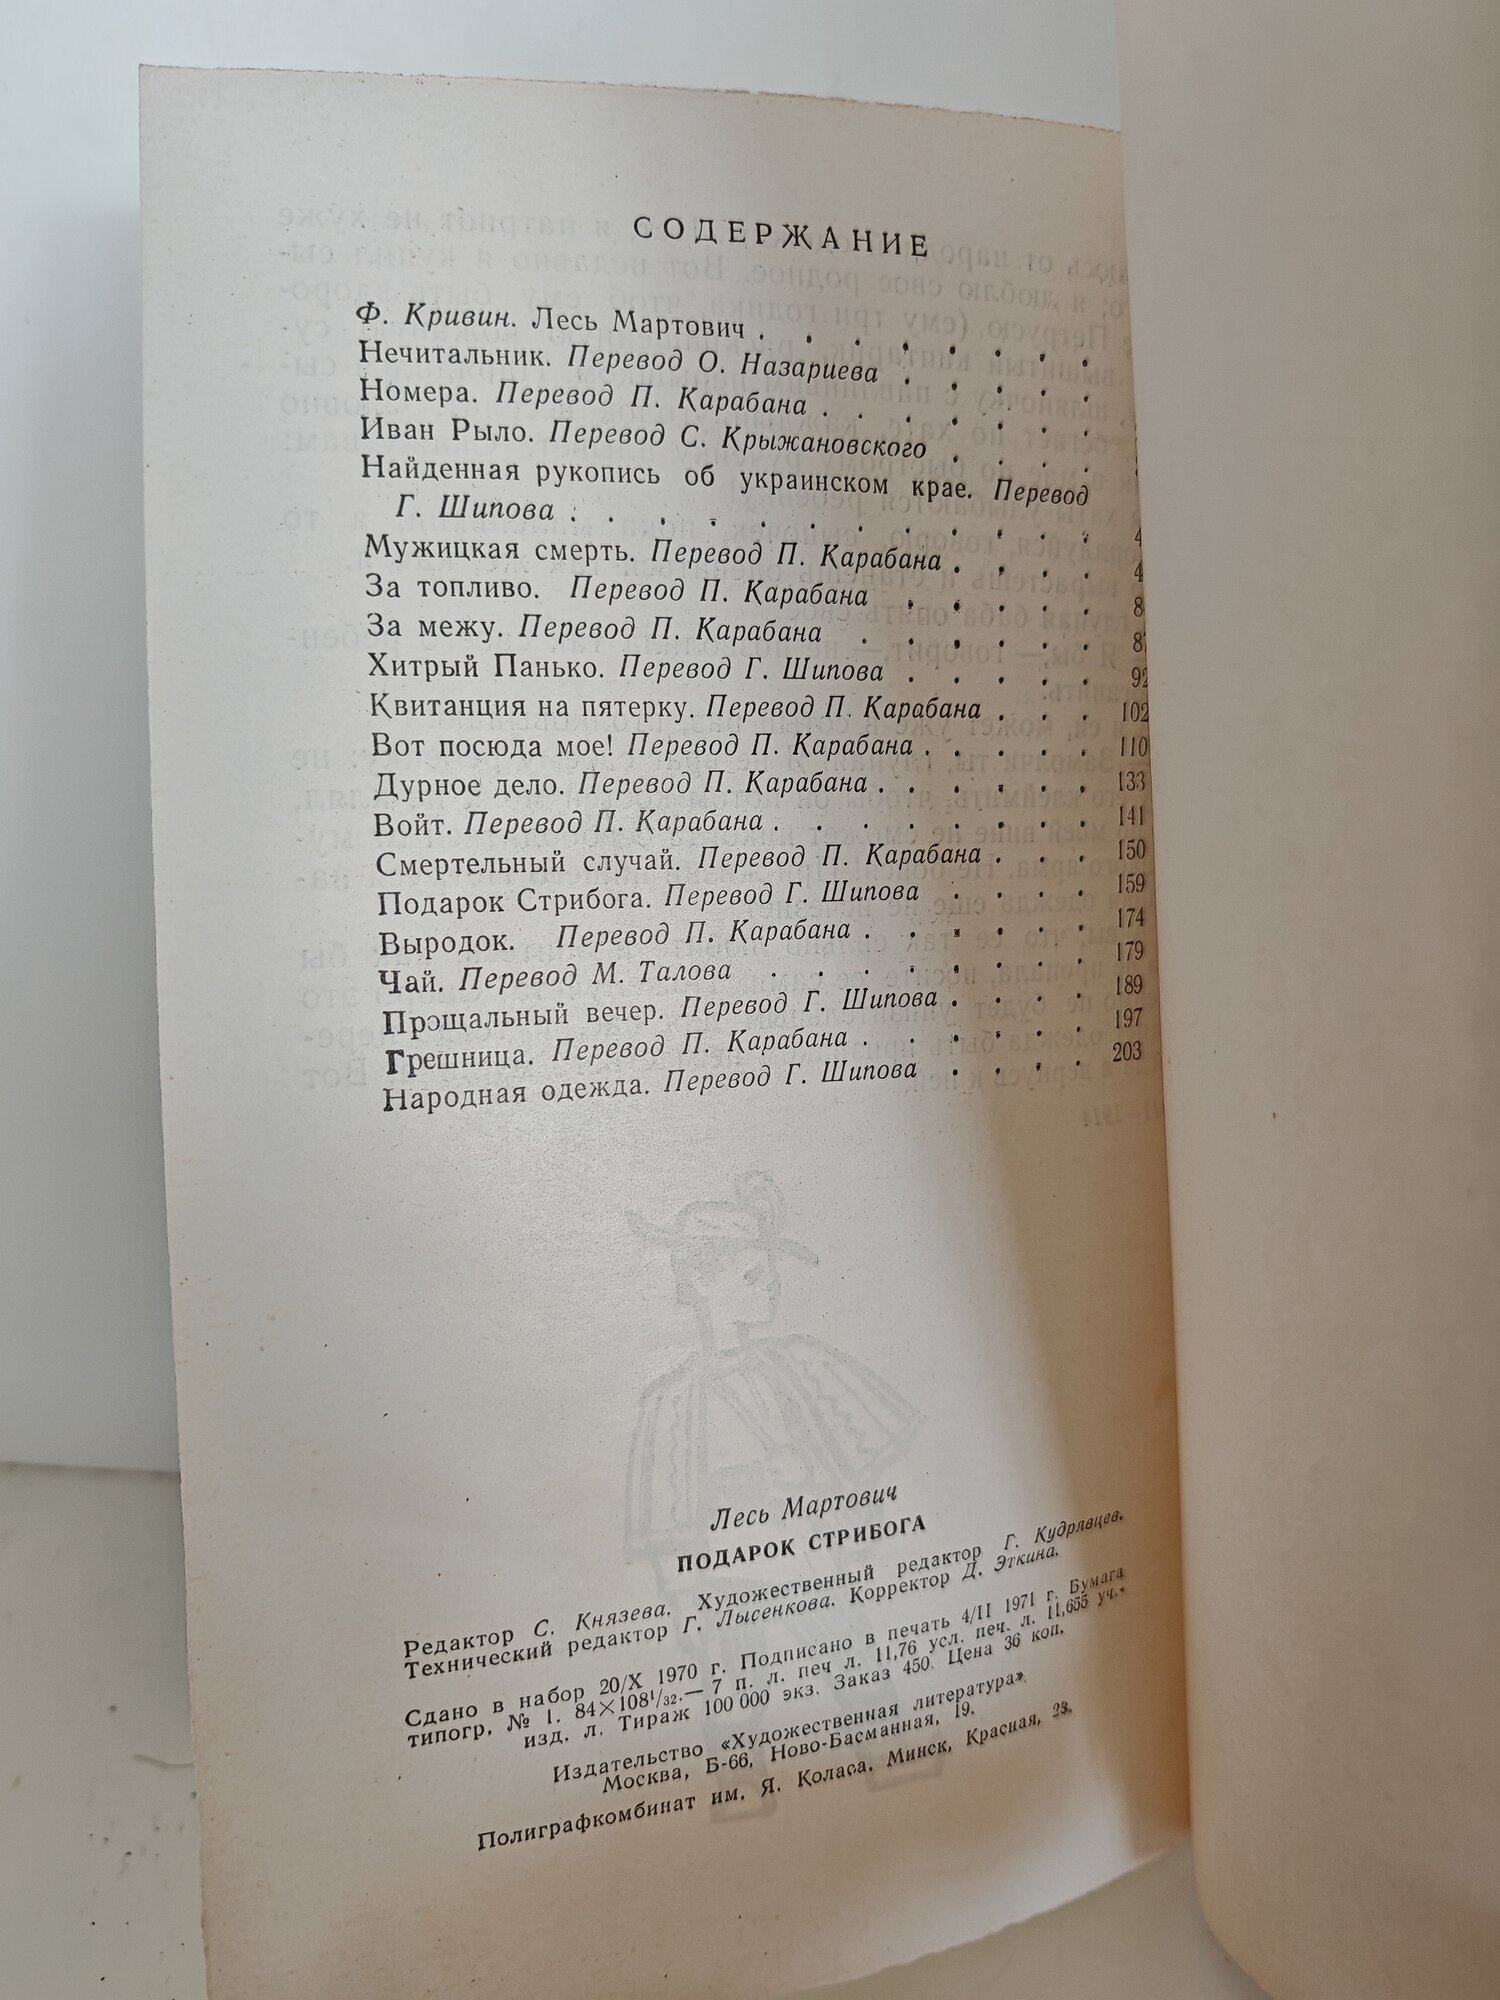 СОДЕРЖАНИЕ
Ф. Кривин. Лесь Мартович . . . . . . . .
Нечитальник. Перевод О. Назариева . . . . .
Номера. Перевод П. Карабана . . . . . .
Иван Рыло. Перевод С. Крыжановского . . . .
Найденная рукопись об украинском крае. Перевод
Г. Шипова . . . . . . . . . . . .
Мужицкая смерть. Перевод П. Карабана . . . .
За топливо. Перевод П. Карабана . . . . .
За межу. Перевод П. Карабана . . . . . .
Хитрый Панько. Перевод Г. Шипова . . . . . 92
Квитанция на пятерку. Перевод П. Карабана . . . 102
Вот посюда мое! Перевод П. Карабана . . . . . 110
Дурное дело. Перевод П. Карабана . . . . . . 133
Войт. Перевод П. Карабана . . . . . . . . 141
Смертельный случай. Перевод П. Карабана . . . 150
Подарок Стрибога. Перевод Г. Шипова . . . . 159
Выродок. Перевод П. Карабана . . . . . . 174
Чай. Перевод М. Талова . . . . . . . . 179
Прощальный вечер. Перевод Г. Шипова . . . . 189
Грешница. Перевод П. Карабана . . . . . . 197
Народная одежда. Перевод Г. Шипова . . . . 203
Лесь Мартович
ПОДАРОК СТРИБОГА
Редактор С. Князева. Художественный редактор Г. Кудрявцев.
Технический редактор Г. Лысенкова. Корректор Д. Эткина.
Сдано в набор 20/X 1970 г. Подписано в печать 4/II 1971 г. Бумага
типогр. № 1. 84×108¹/₃₂.— 7 п. л. печ л. 11,76 усл. печ. л. 11,655 уч.-
изд. л. Тираж 100 000 экз. Заказ 450. Цена 36 коп.
Издательство «Художественная литература».
Москва, Б-66, Ново-Басманная, 19.
Полиграфкомбинат им. Я. Коласа. Минск, Красная, 23.